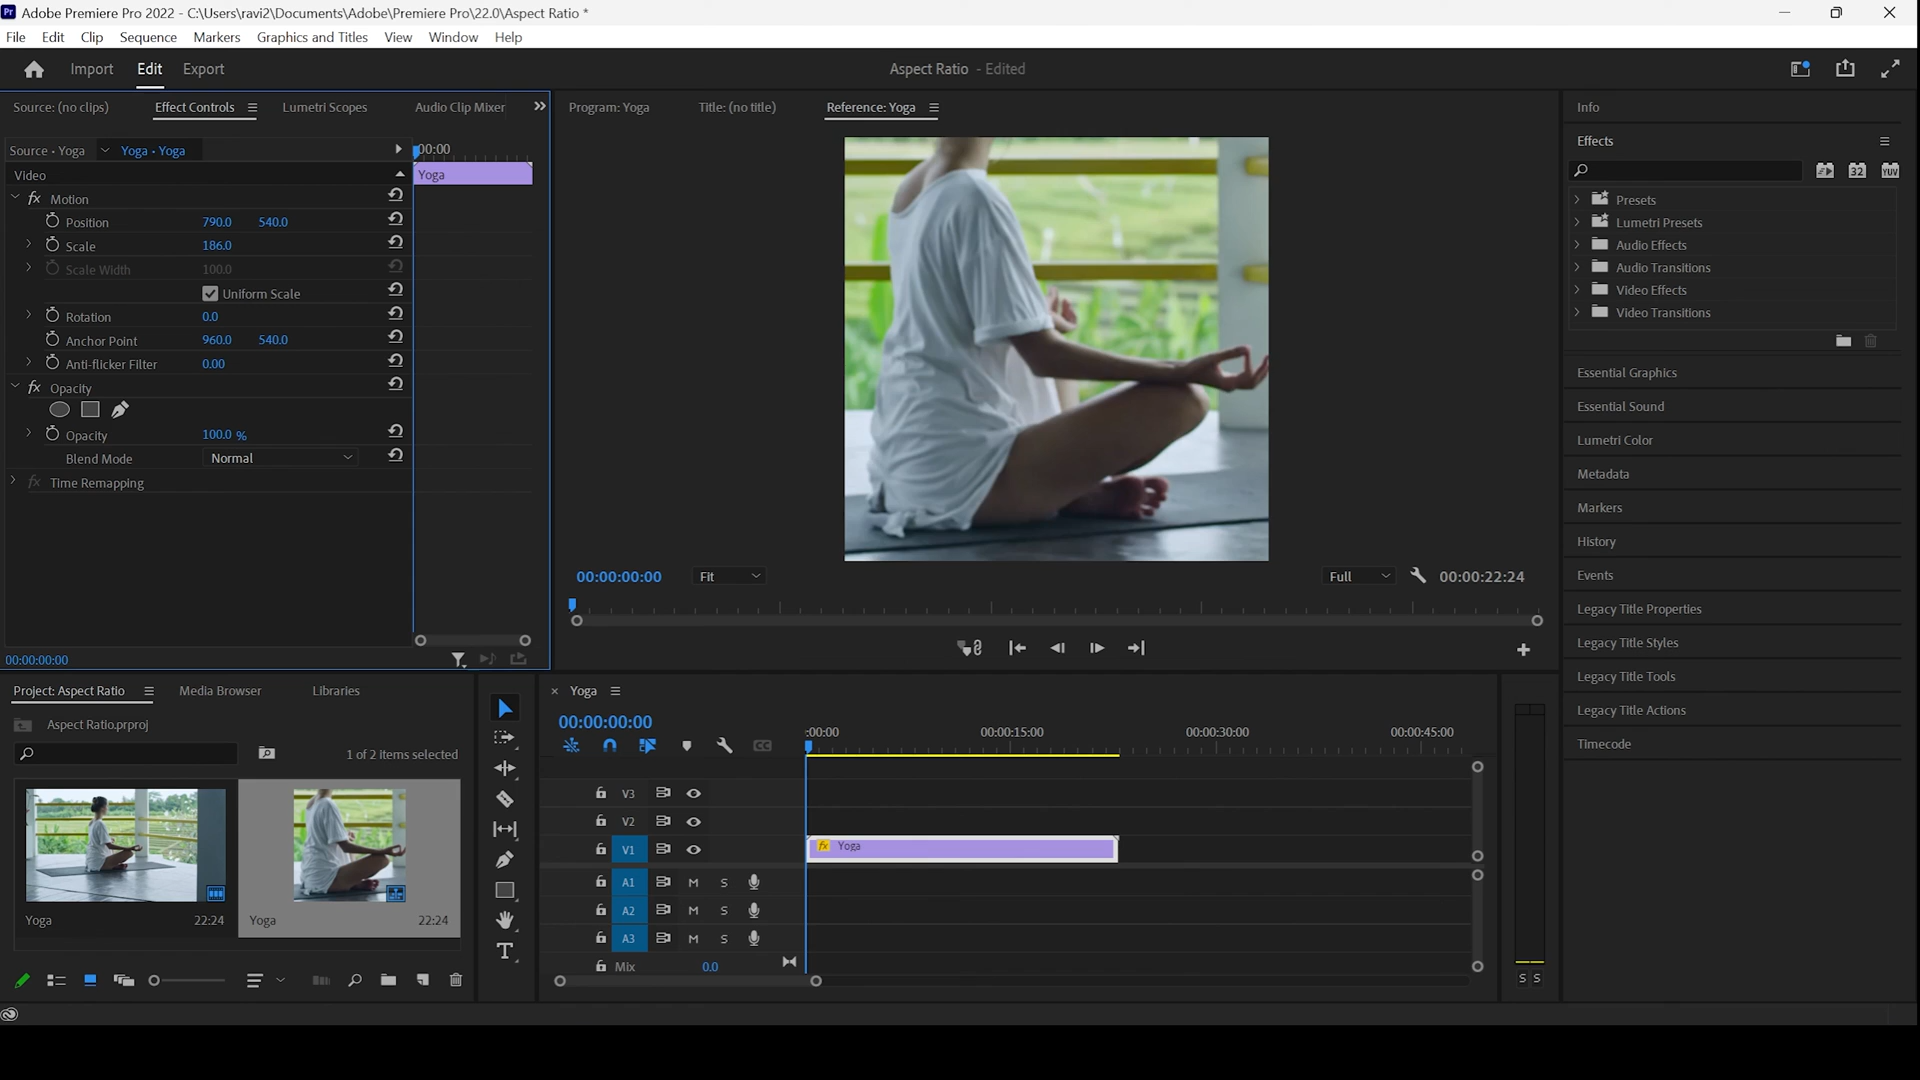 Adobe Premiere Pro 2022 - C:\Users\ravi2\Documents\Adobe\Premiere Pro\22.0\Aspect Ratio *
File Edit Clip Sequence Markers Graphics and Titles View Window Help
Import Edit Export
Aspect Ratio - Edited
Source: (no clips) Effect Controls Lumetri Scopes Audio Clip Mixer
Program: Yoga Title: (no title) Reference: Yoga
Source • Yoga Yoga • Yoga
:00:00
Video
Yoga
fx Motion
Position 790.0 540.0
Scale 186.0
Scale Width 100.0
Uniform Scale
Rotation 0.0
Anchor Point 960.0 540.0
Anti-flicker Filter 0.00
fx Opacity
Opacity 100.0 %
Blend Mode Normal
fx Time Remapping
00:00:00:00
00:00:00:00 Fit Full 00:00:22:24
Info
Effects
32 YUV
Presets
Lumetri Presets
Audio Effects
Audio Transitions
Video Effects
Video Transitions
Essential Graphics
Essential Sound
Lumetri Color
Metadata
Markers
History
Events
Legacy Title Properties
Legacy Title Styles
Legacy Title Tools
Legacy Title Actions
Timecode
Project: Aspect Ratio Media Browser Libraries
Aspect Ratio.prproj
1 of 2 items selected
Yoga 22:24
Yoga 22:24
T
× Yoga
00:00:00:00
CC
:00:00 00:00:15:00 00:00:30:00 00:00:45:00
V3
V2
V1
fx Yoga
A1 M S
A2 M S
A3 M S
Mix 0.0
S S